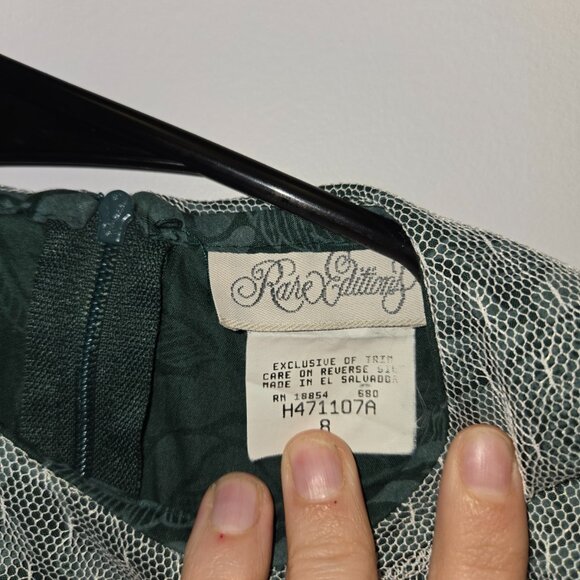 Rare Editions
EXCLUSIVE OF TRIM
CARE ON REVERSE SIDE
MADE IN EL SALVADOR
RN 18854 680
H471107A
8